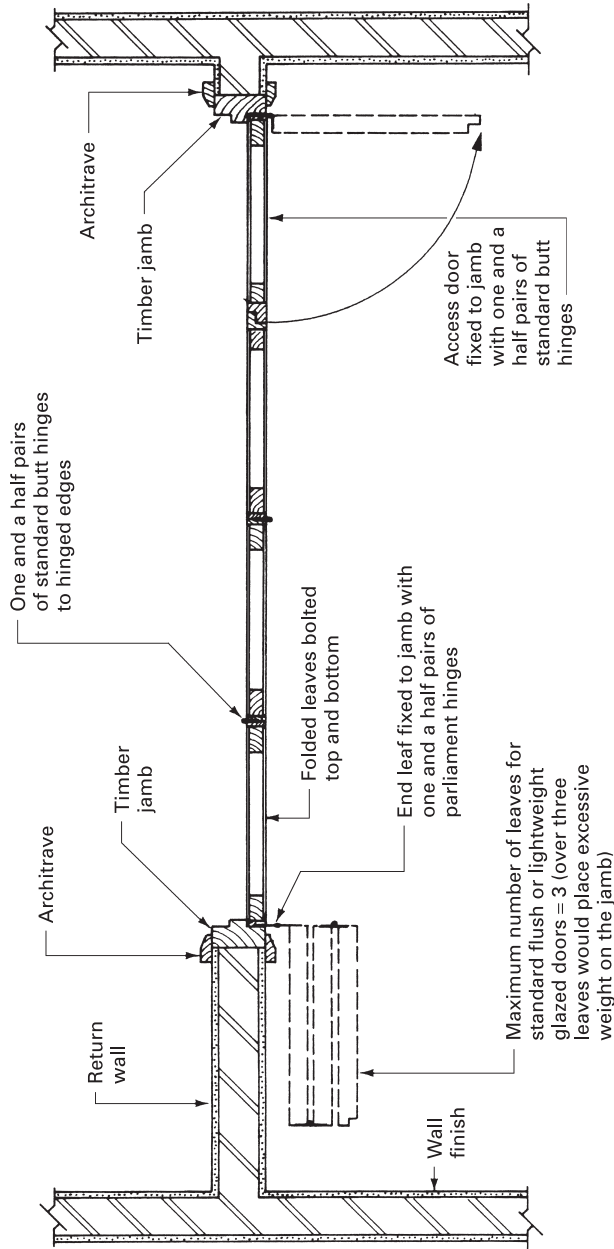 Return
wall
Architrave
Timber
jamb
One and a half pairs
of standard butt hinges
to hinged edges
Timber jamb
Architrave
Wall
finish
Maximum number of leaves for
standard flush or lightweight
glazed doors = 3 (over three
leaves would place excessive
weight on the jamb)
End leaf fixed to jamb with
one and a half pairs of
parliament hinges
Folded leaves bolted
top and bottom
Access door
fixed to jamb
with one and a
half pairs of
standard butt
hinges